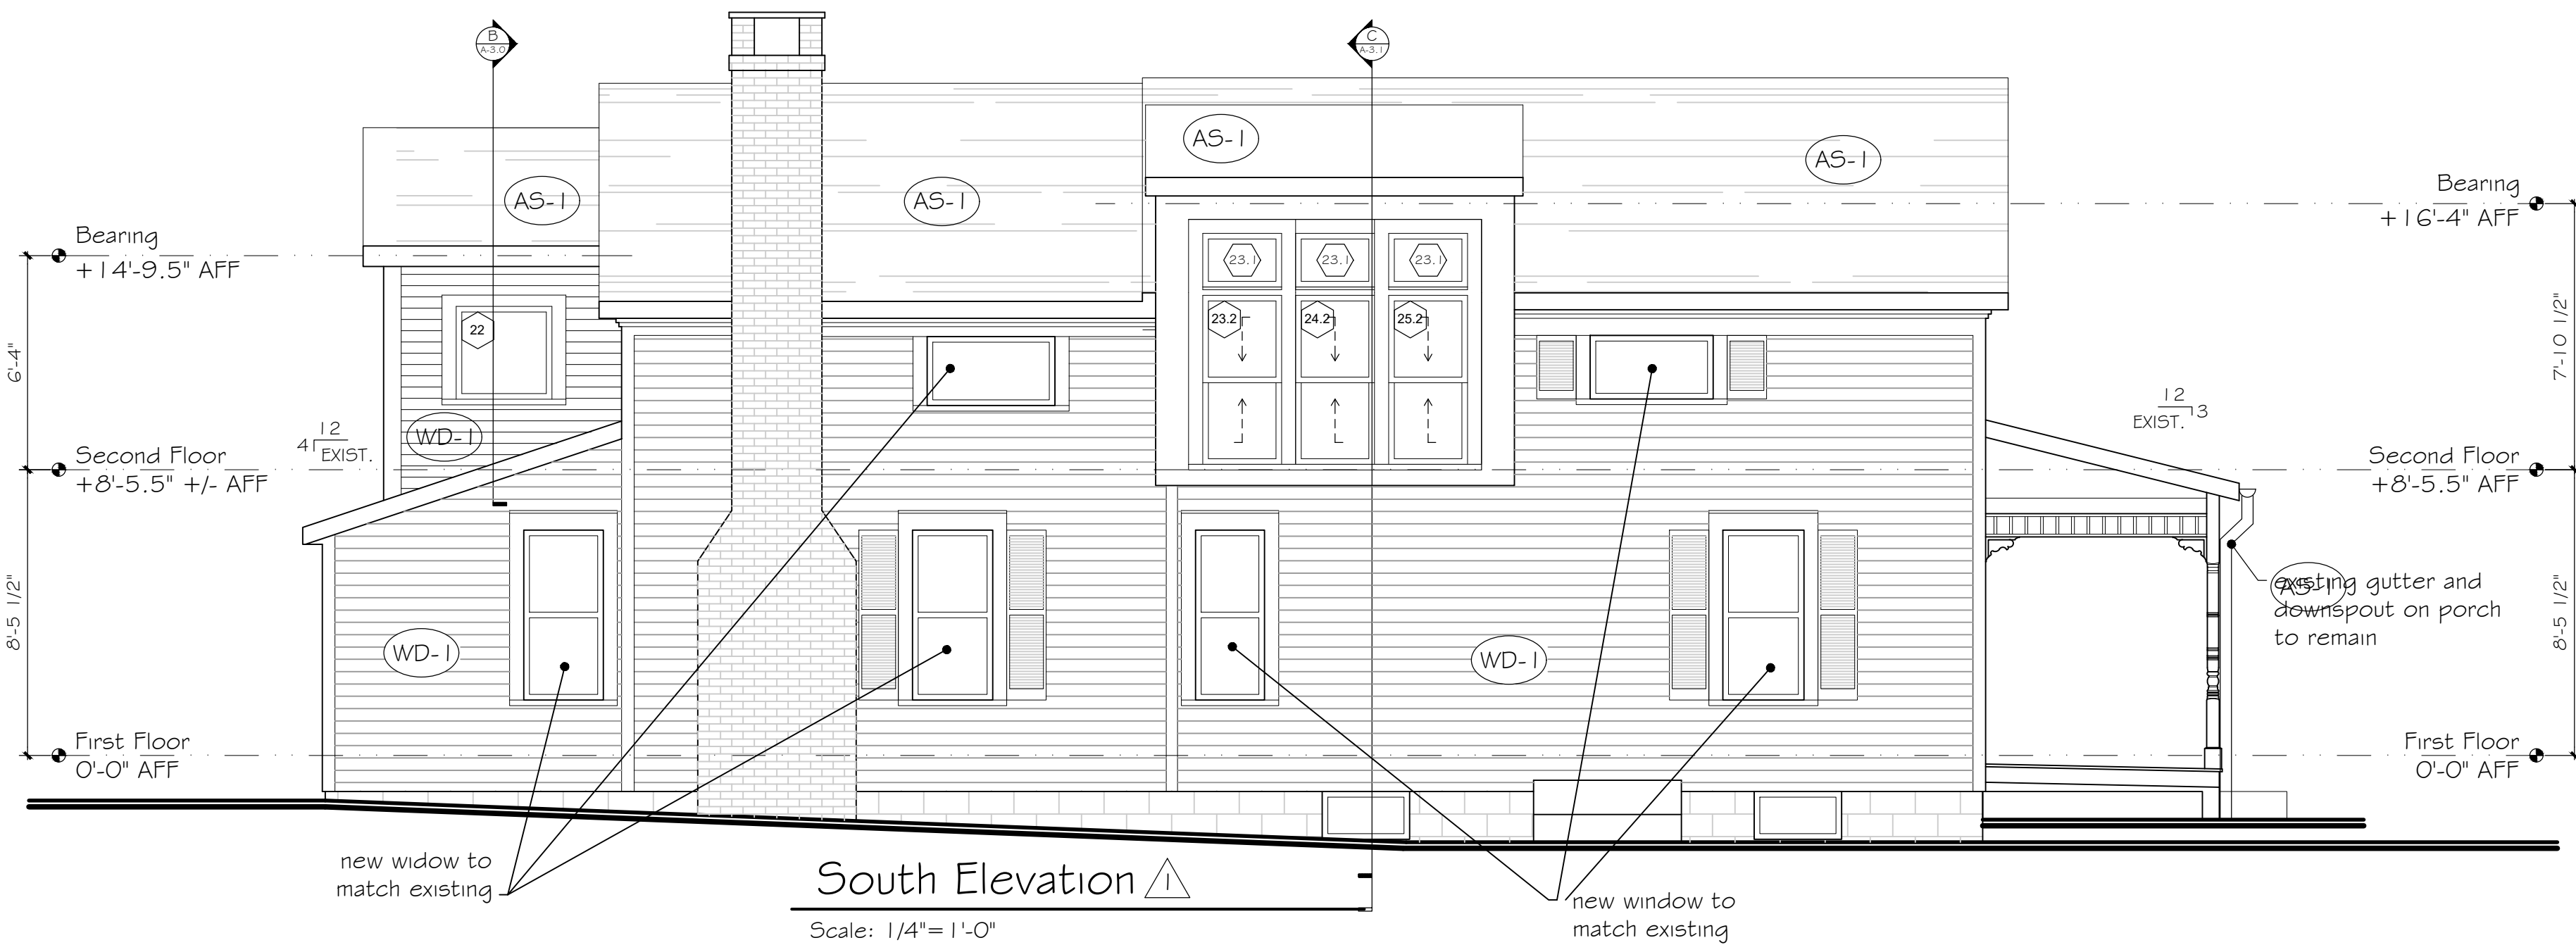 B
A-3.0
C
A-3.1
AS-1
AS-1
AS-1
AS-1
Bearing
+14'-9.5" AFF
Bearing
+16'-4" AFF
23.1
23.1
23.1
22
23.2
24.2
25.2
6'-4"
7'-10 1/2"
12
4
EXIST.
WD-1
12
3
EXIST.
Second Floor
+8'-5.5" +/- AFF
Second Floor
+8'-5.5" AFF
8'-5 1/2"
8'-5 1/2"
AS-1
existing gutter and
downspout on porch
to remain
WD-1
WD-1
First Floor
0'-0" AFF
First Floor
0'-0" AFF
new widow to
match existing
South Elevation
1
Scale: 1/4"=1'-0"
new window to
match existing